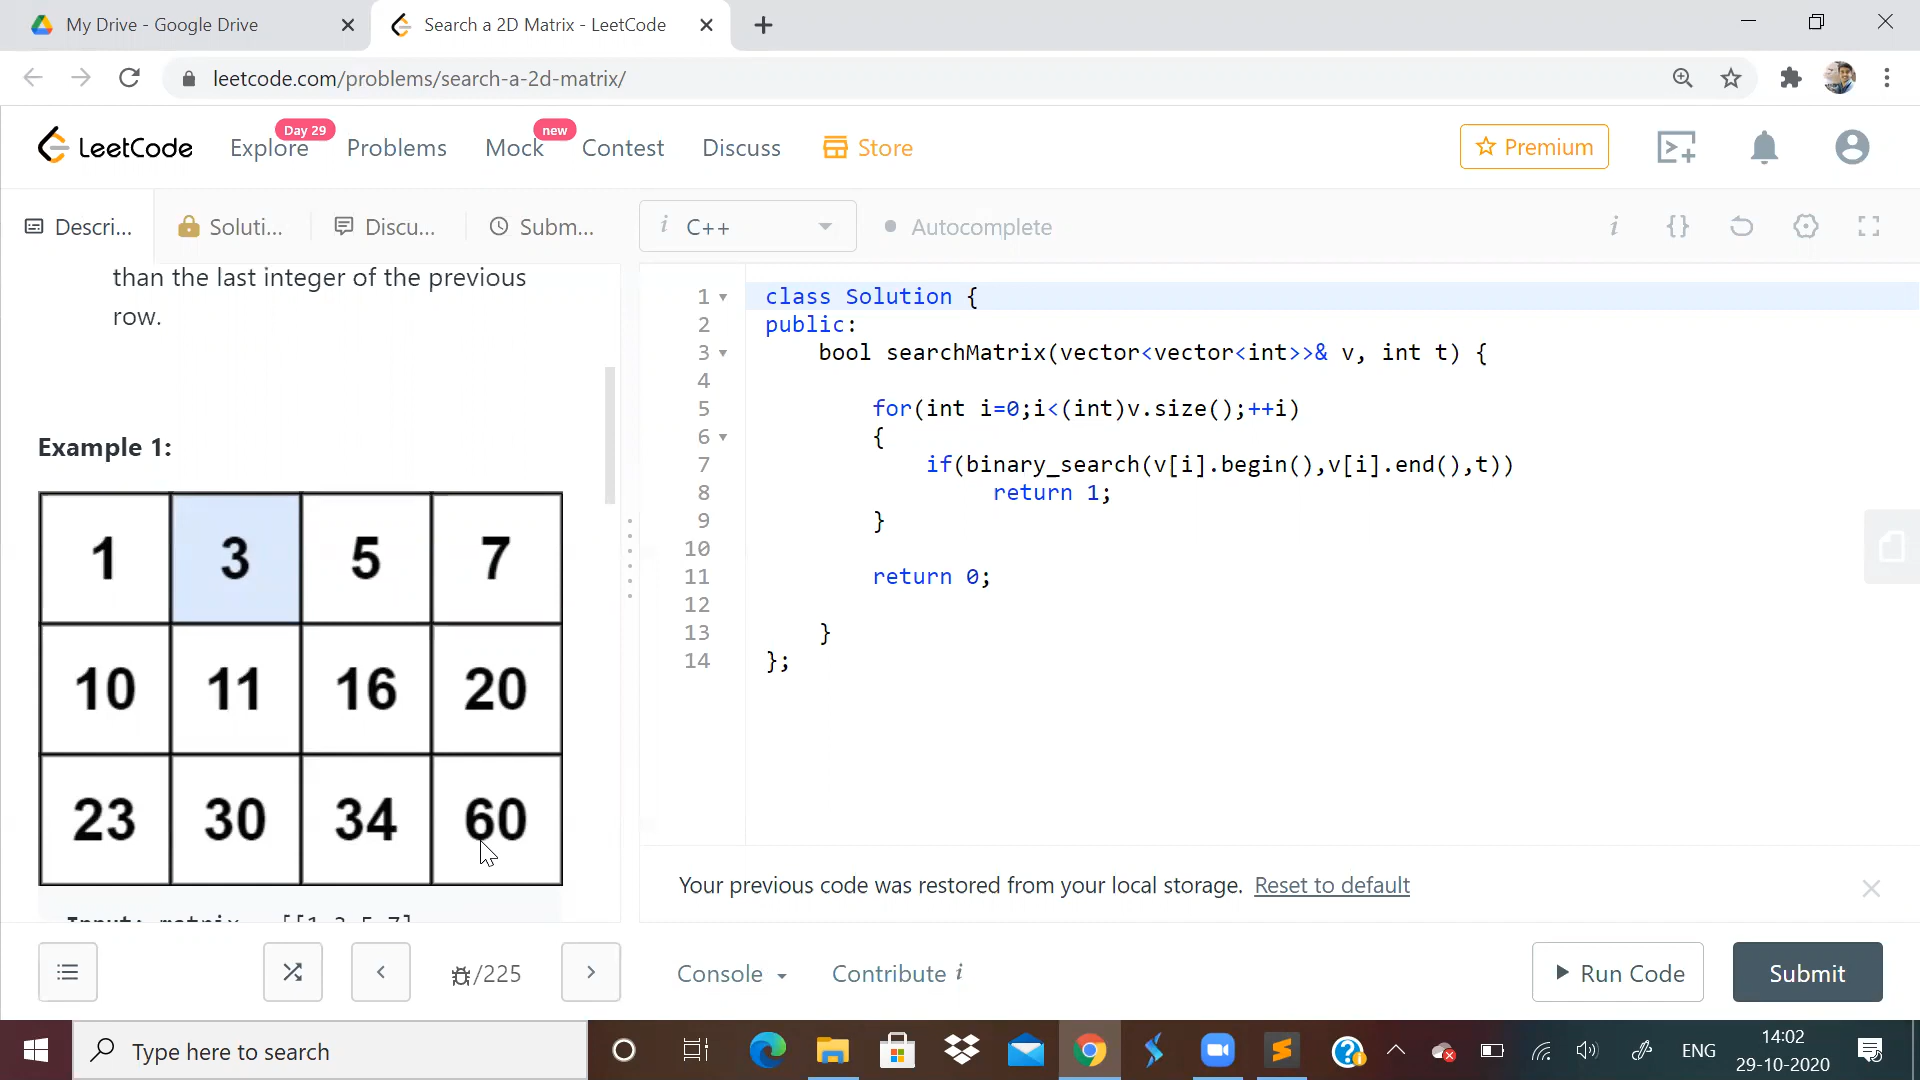 My Drive - Google Drive
Search a 2D Matrix - LeetCode
leetcode.com/problems/search-a-2d-matrix/
LeetCode
Explore
Day 29
Problems
Mock
new
Contest
Discuss
Store
Premium
Descri...
Soluti...
Discu...
Subm...
i C++
Autocomplete
i
{}
than the last integer of the previous
row.
Example 1:
1 3 5 7
10 11 16 20
23 30 34 60
Input: matrix = [[1,3,5,7],
1 class Solution {
2 public:
3 bool searchMatrix(vector<vector<int>>& v, int t) {
4
5 for(int i=0;i<(int)v.size();++i)
6 {
7 if(binary_search(v[i].begin(),v[i].end(),t))
8 return 1;
9 }
10
11 return 0;
12
13 }
14 };
Your previous code was restored from your local storage. Reset to default
/225
Console
Contribute i
Run Code
Submit
Type here to search
ENG
14:02
29-10-2020